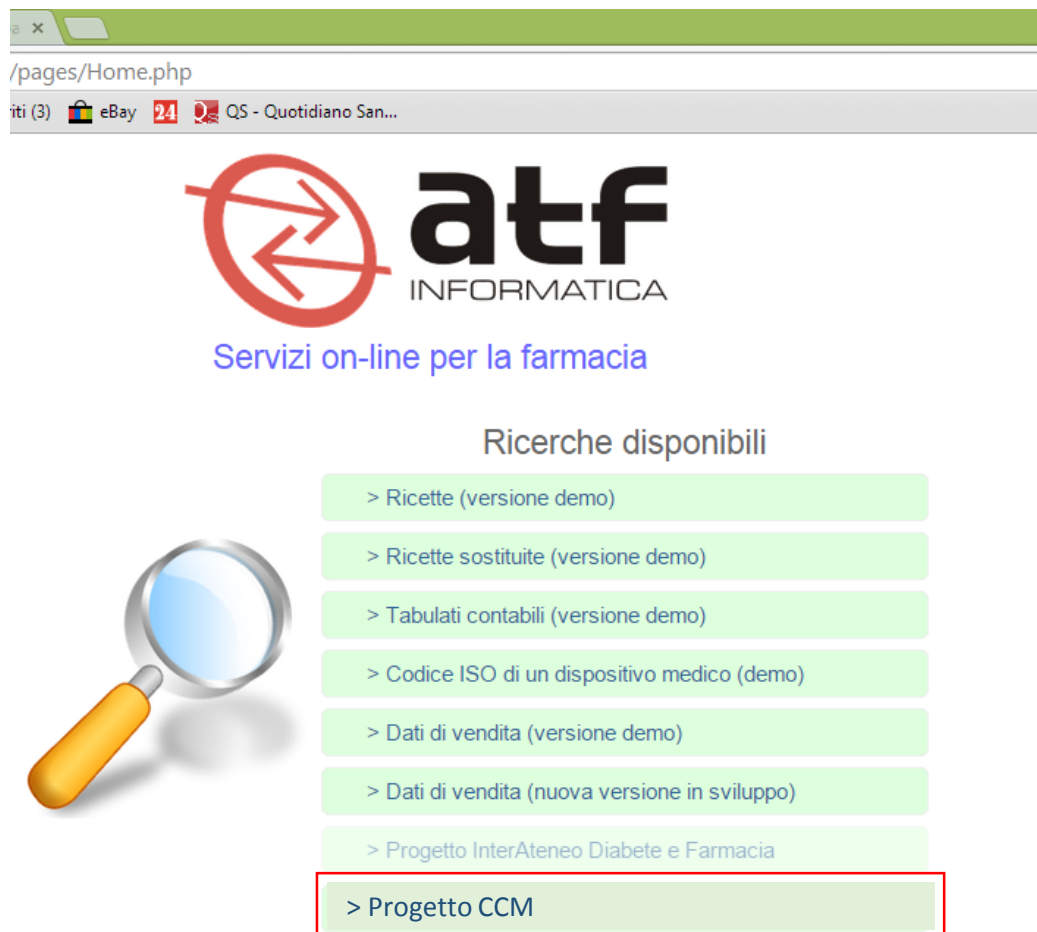 /pages/Home.php
riti (3) eBay 24 QS - Quotidiano San...
atf
INFORMATICA
Servizi on-line per la farmacia
Ricerche disponibili
> Ricette (versione demo)
> Ricette sostituite (versione demo)
> Tabulati contabili (versione demo)
> Codice ISO di un dispositivo medico (demo)
> Dati di vendita (versione demo)
> Dati di vendita (nuova versione in sviluppo)
> Progetto InterAteneo Diabete e Farmacia
> Progetto CCM